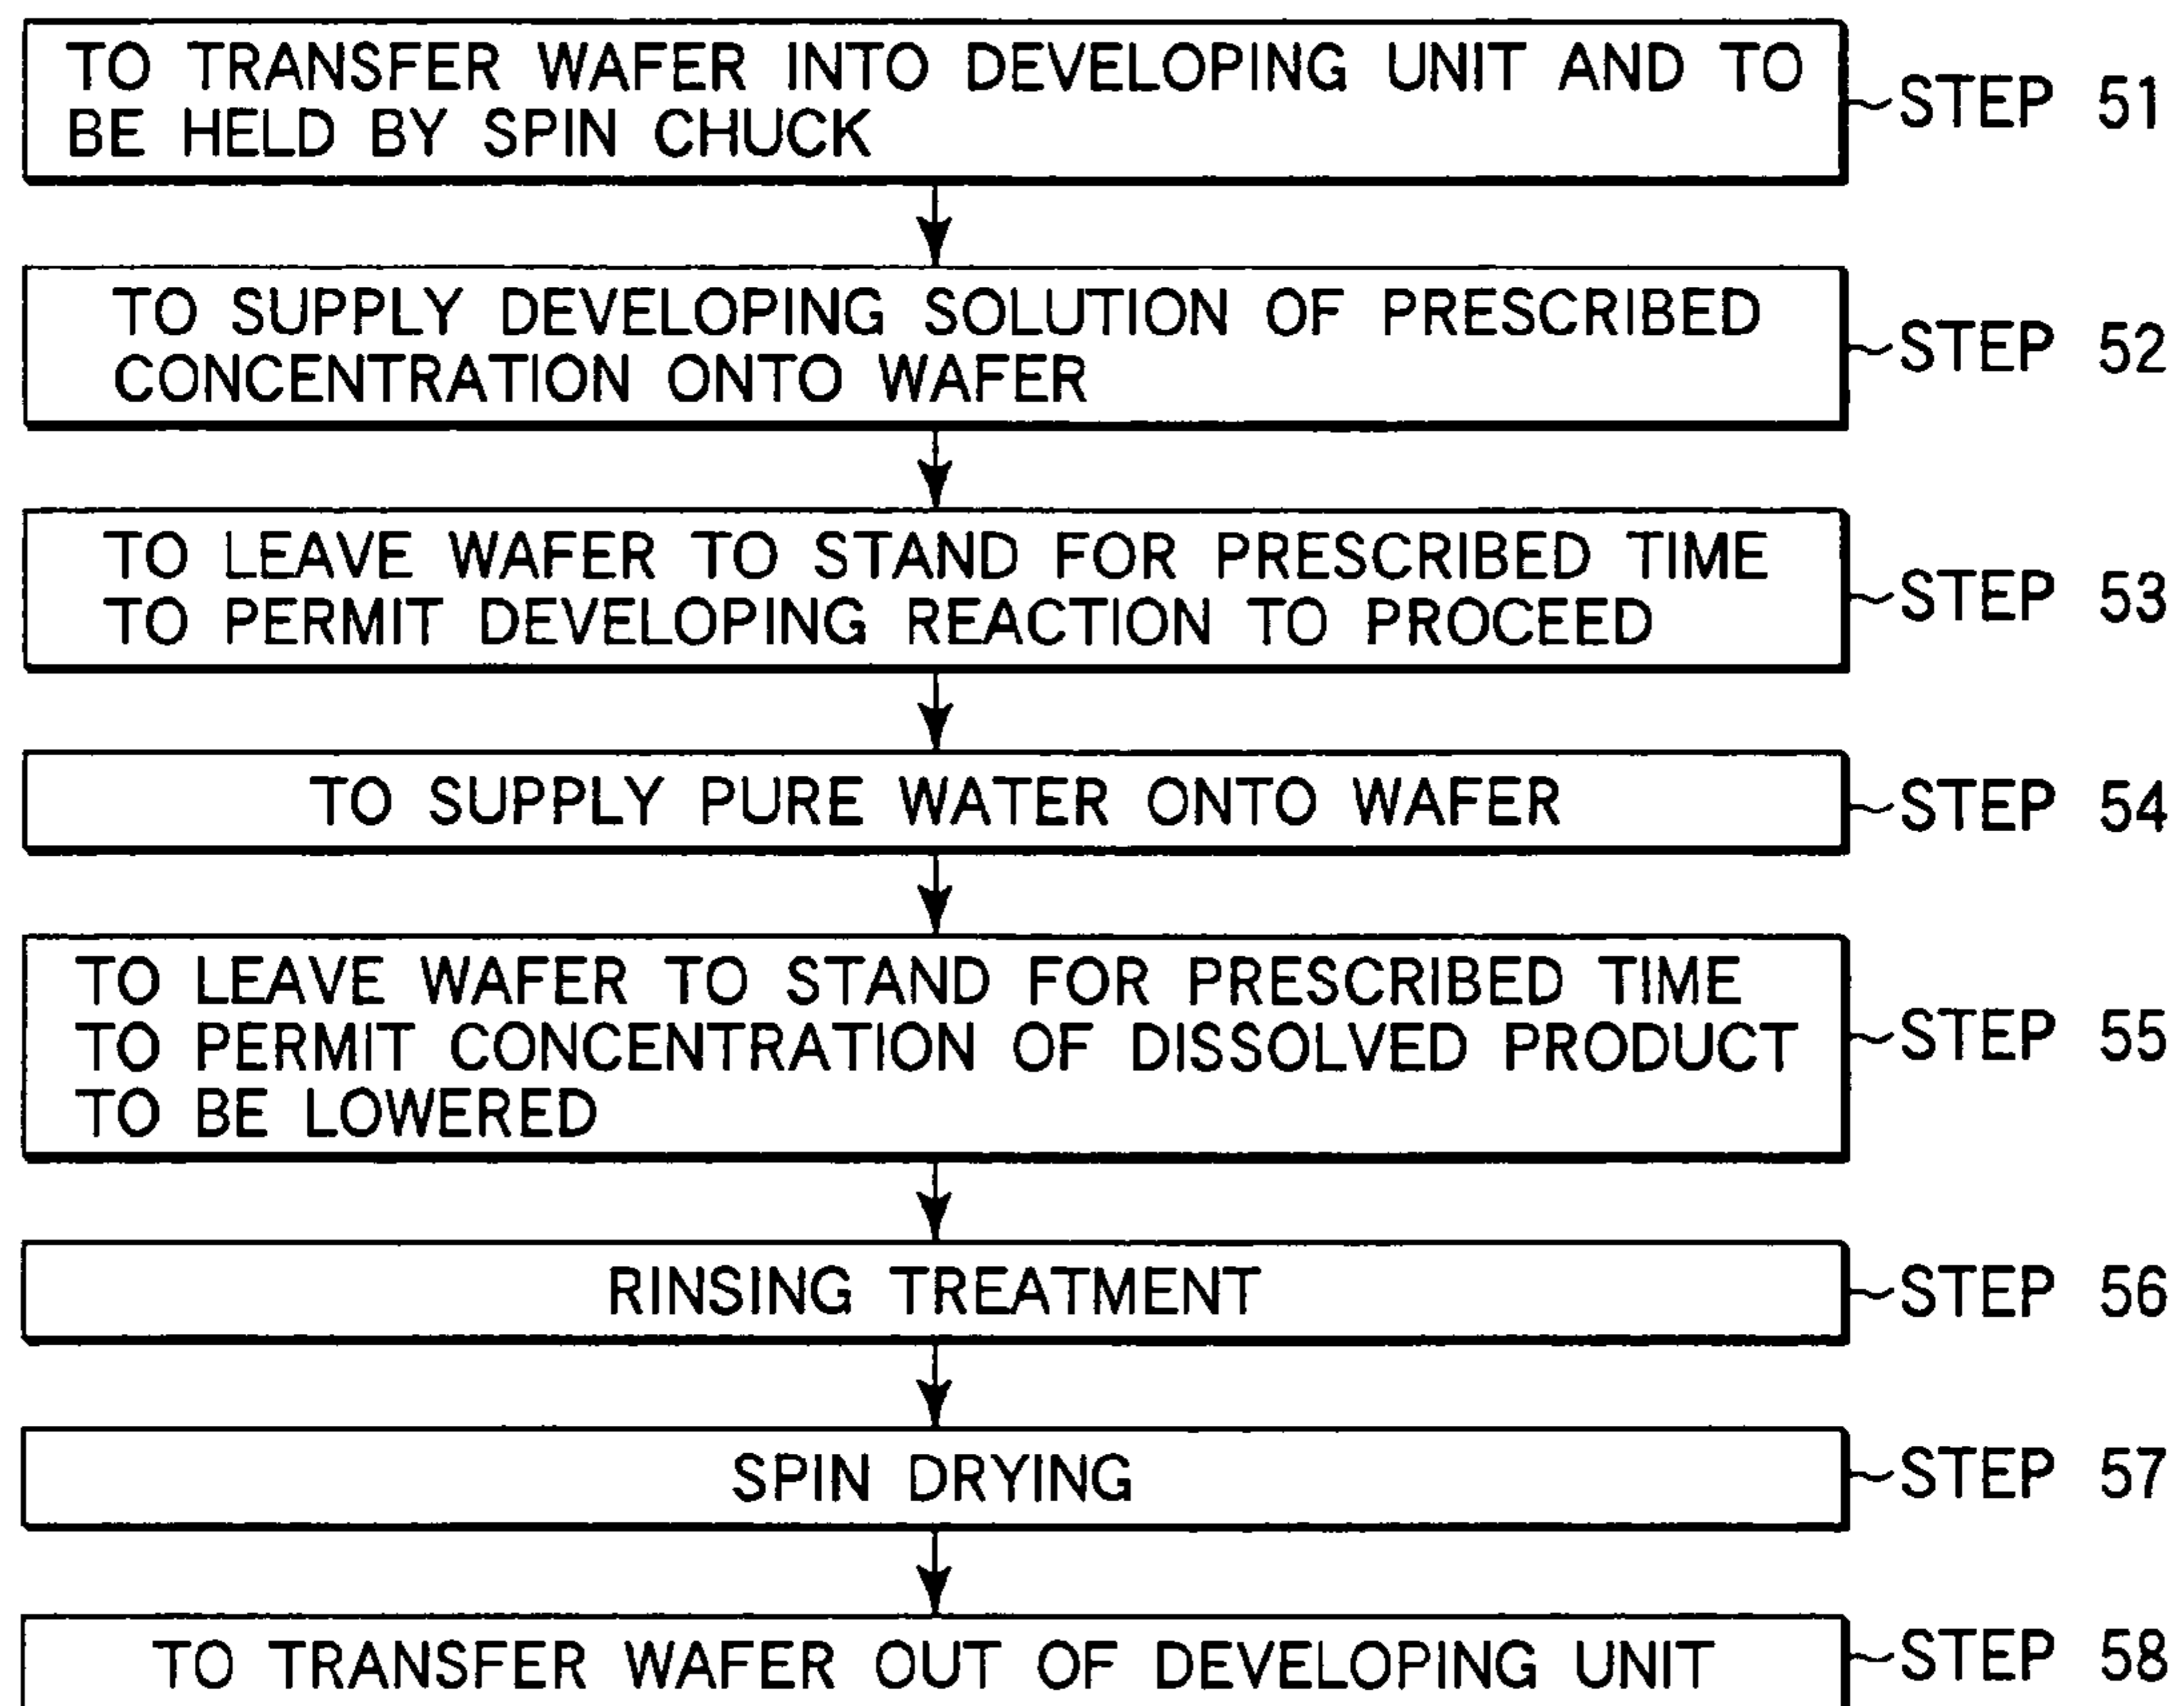 TO TRANSFER WAFER INTO DEVELOPING UNIT AND TO
BE HELD BY SPIN CHUCK
STEP 51
TO SUPPLY DEVELOPING SOLUTION OF PRESCRIBED
CONCENTRATION ONTO WAFER
STEP 52
TO LEAVE WAFER TO STAND FOR PRESCRIBED TIME
TO PERMIT DEVELOPING REACTION TO PROCEED
STEP 53
TO SUPPLY PURE WATER ONTO WAFER
STEP 54
TO LEAVE WAFER TO STAND FOR PRESCRIBED TIME
TO PERMIT CONCENTRATION OF DISSOLVED PRODUCT
TO BE LOWERED
STEP 55
RINSING TREATMENT
STEP 56
SPIN DRYING
STEP 57
TO TRANSFER WAFER OUT OF DEVELOPING UNIT
STEP 58